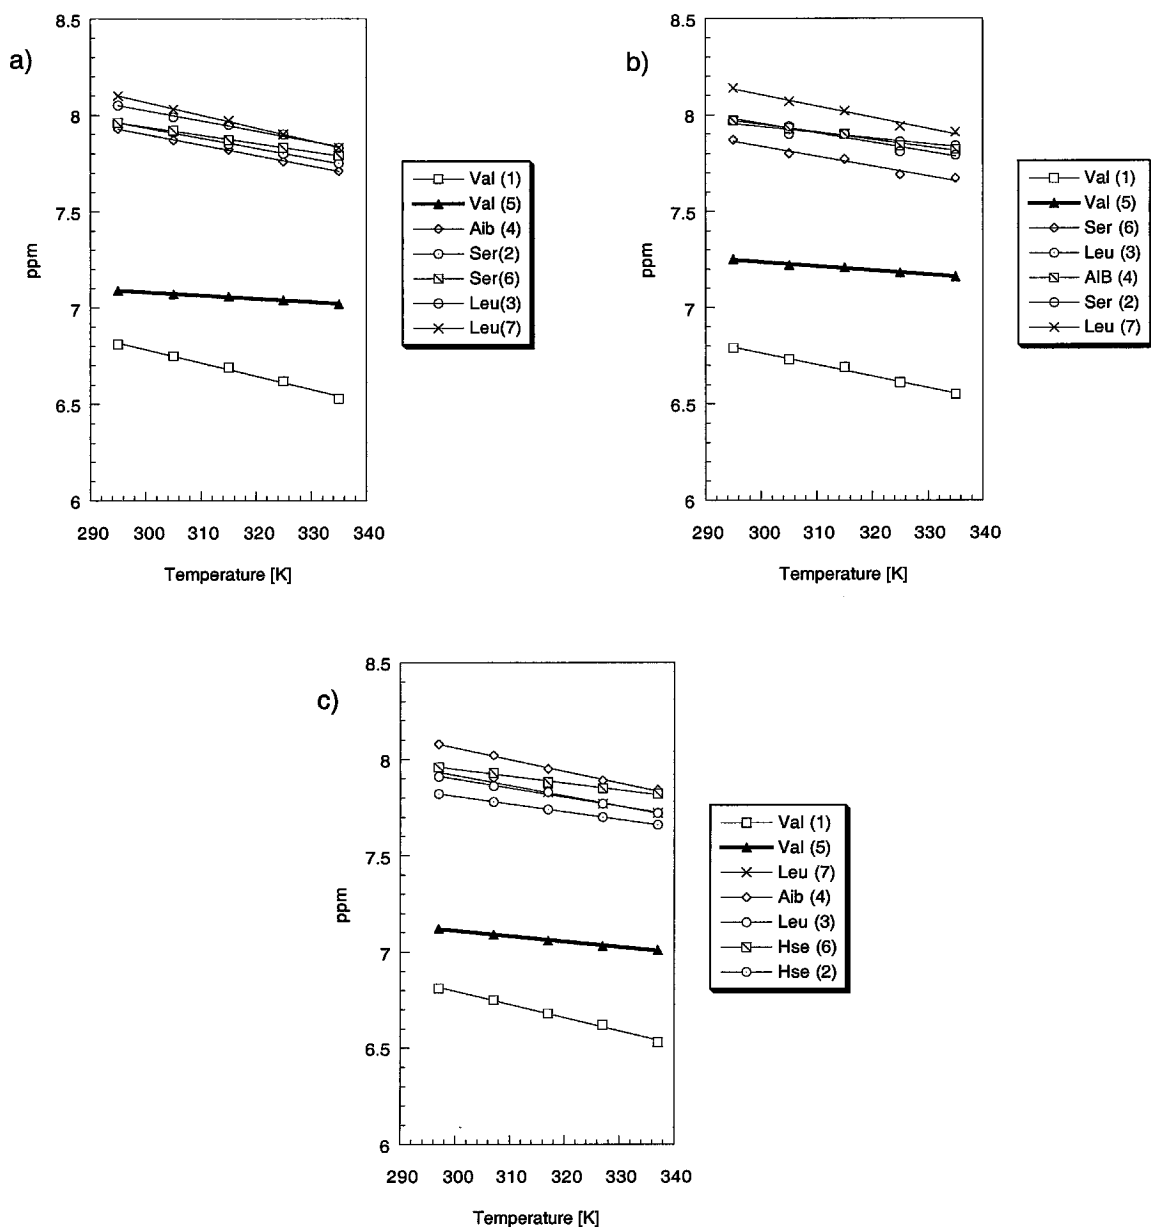 a)
8.5
8
7.5
7
6.5
6
ppm
290 300 310 320 330 340
Temperature [K]
Val (1)
Val (5)
Aib (4)
Ser(2)
Ser(6)
Leu(3)
Leu(7)
b)
8.5
8
7.5
7
6.5
6
ppm
290 300 310 320 330 340
Temperature [K]
Val (1)
Val (5)
Ser (6)
Leu (3)
AIB (4)
Ser (2)
Leu (7)
c)
8.5
8
7.5
7
6.5
6
ppm
290 300 310 320 330 340
Temperature [K]
Val (1)
Val (5)
Leu (7)
Aib (4)
Leu (3)
Hse (6)
Hse (2)